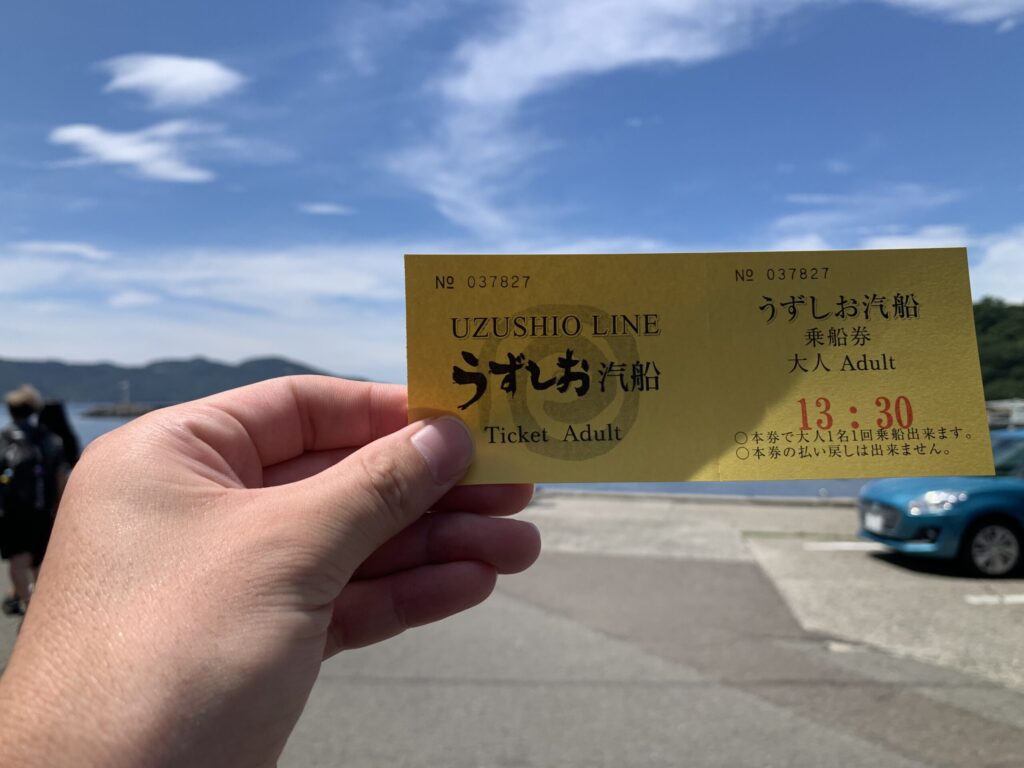 Nº 037827
UZUSHIO LINE
うずしお汽船
Ticket Adult
Nº 037827
うずしお汽船
乗船券
大人 Adult
13:30
○本券で大人1名1回乗船出来ます。
○本券の払い戻しは出来ません。